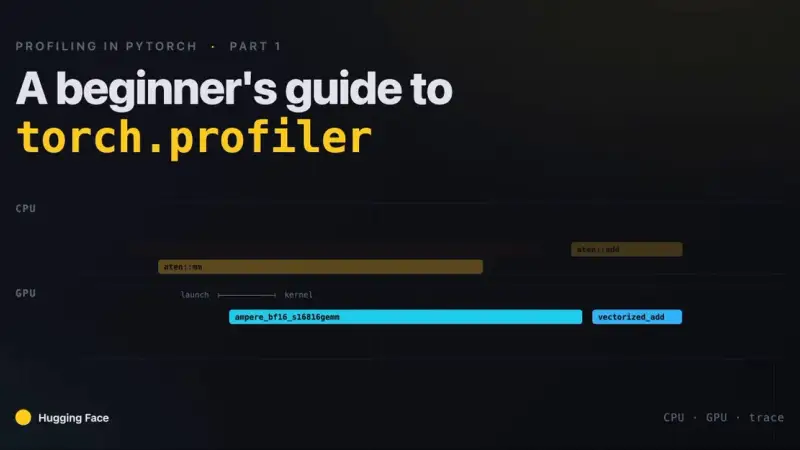 PROFILING IN PYTORCH · PART 1
A beginner's guide to
torch.profiler
CPU
aten::add
aten::mm
GPU
launch kernel
ampere_bf16_s16816gemm vectorized_add
Hugging Face
CPU · GPU · trace